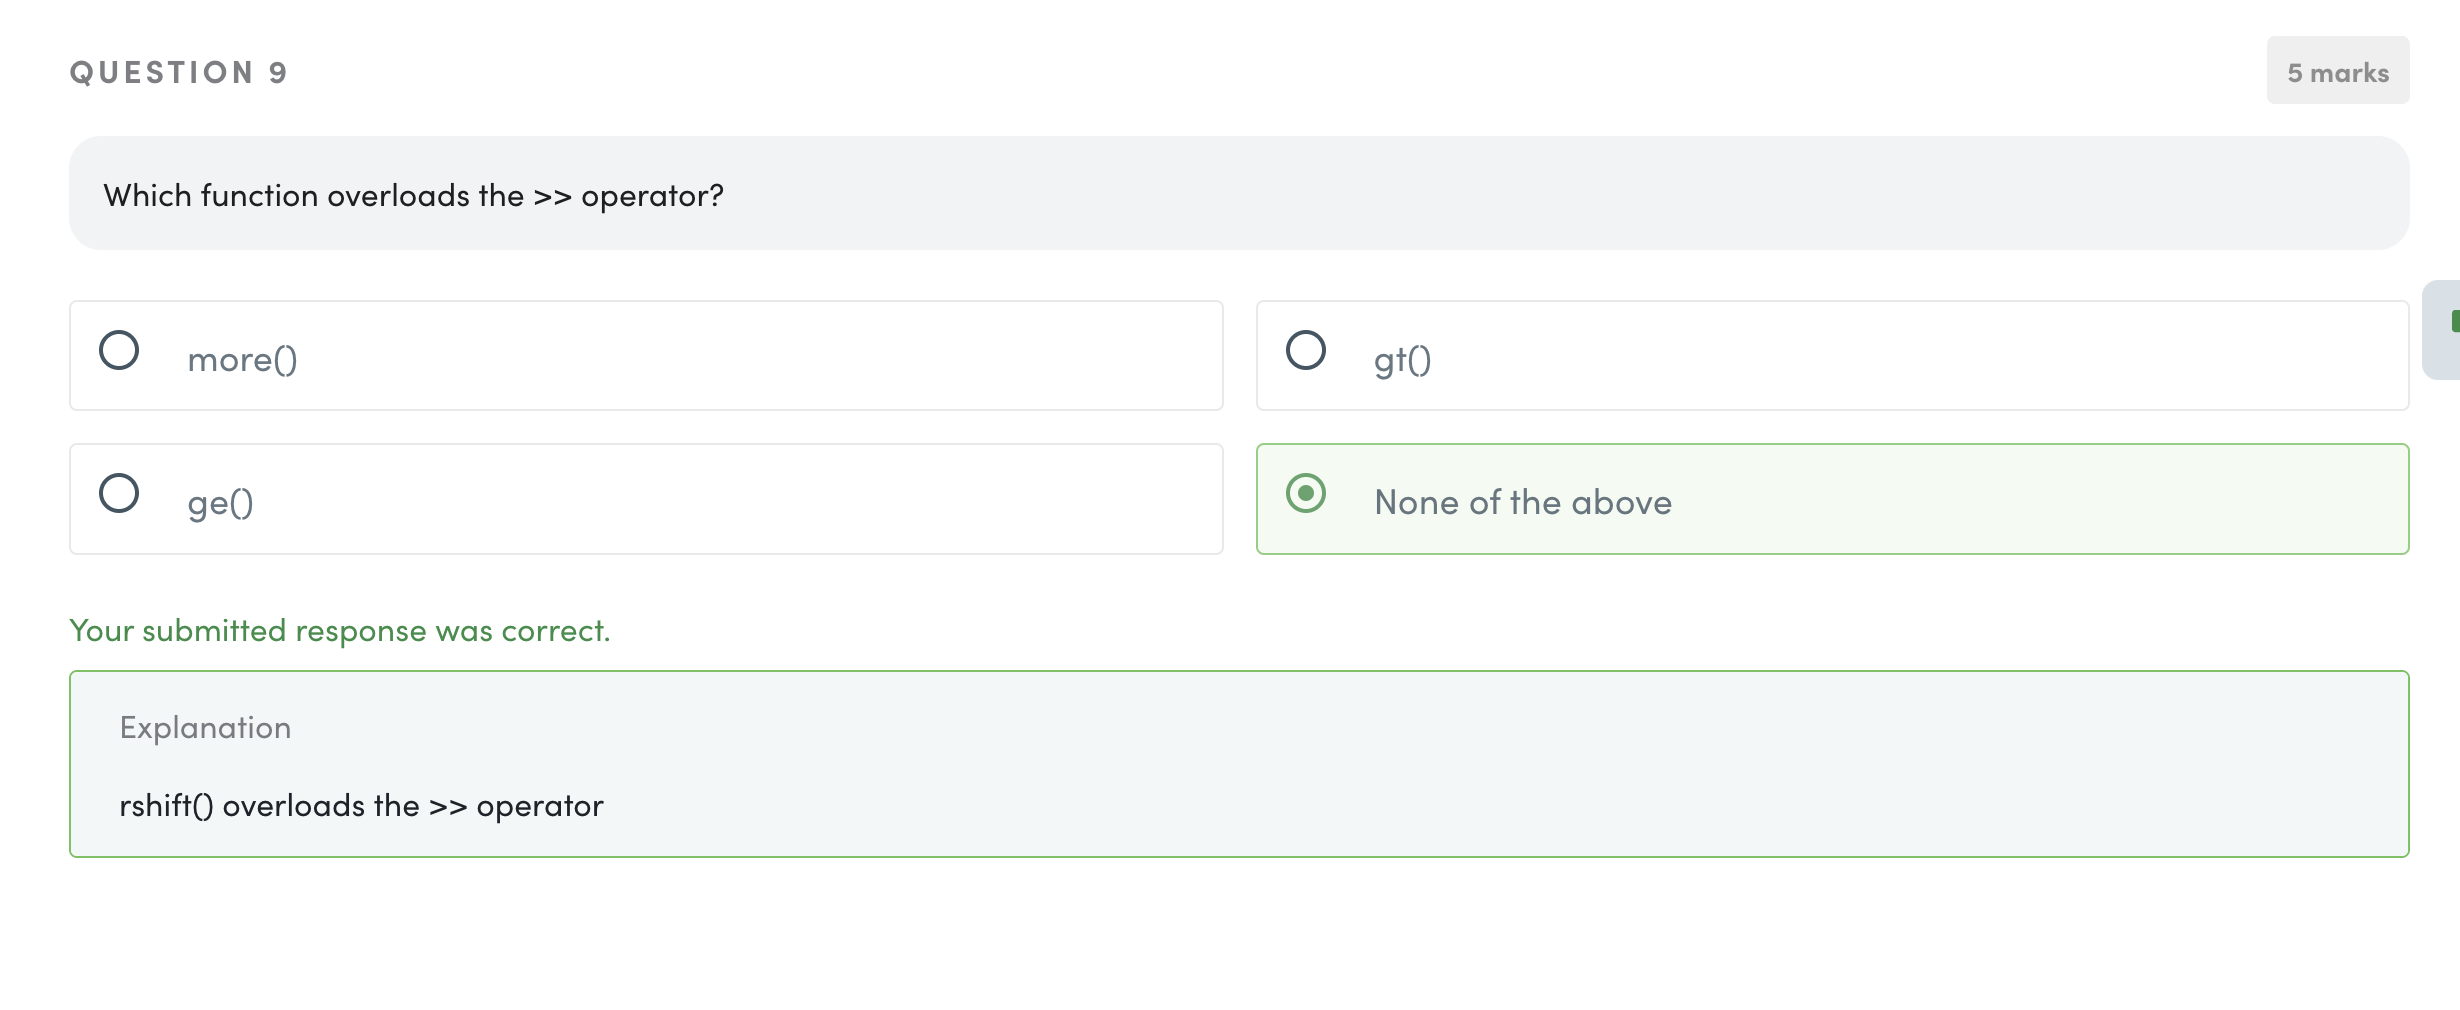 QUESTION 9
5 marks
Which function overloads the >> operator?
more()
gt()
ge()
None of the above
Your submitted response was correct.
Explanation
rshift() overloads the >> operator